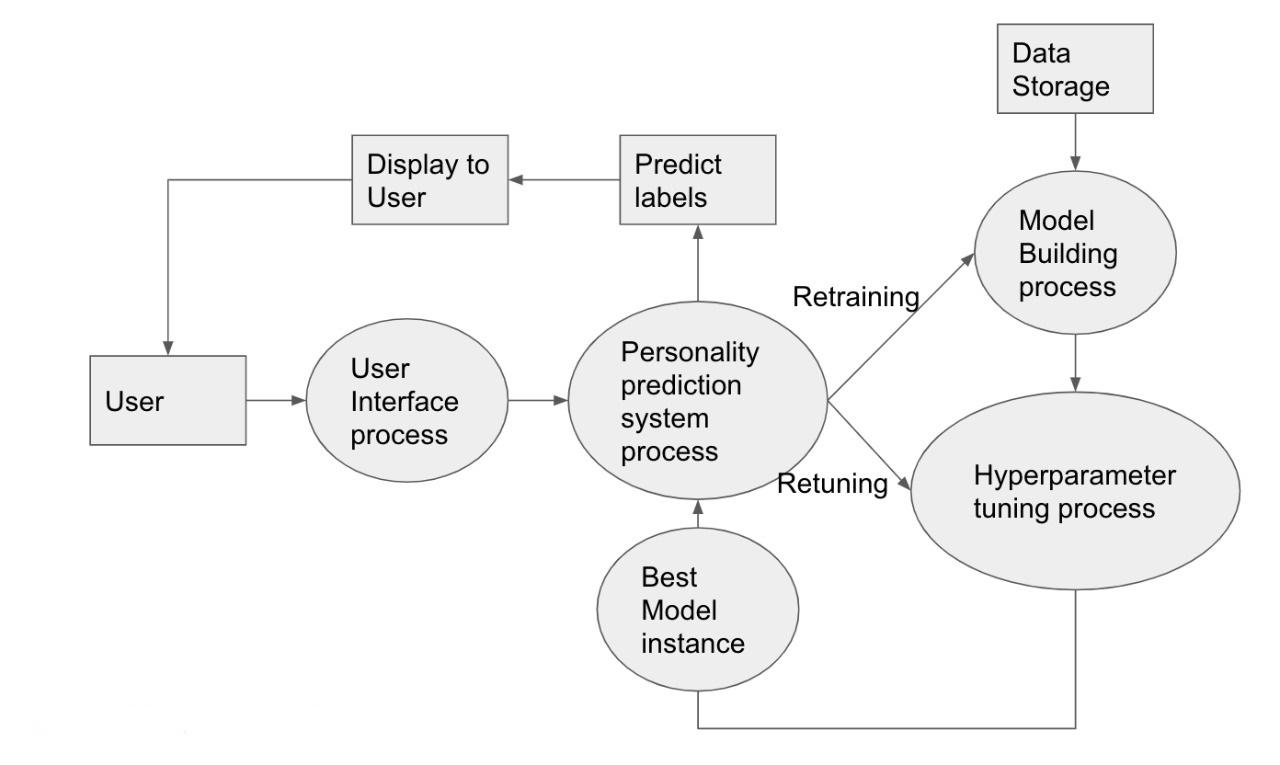 Data
Storage
Display to
User
Predict
labels
Model
Building
process
Retraining
User
User
Interface
process
Personality
prediction
system
process
Retuning
Hyperparameter
tuning process
Best
Model
instance